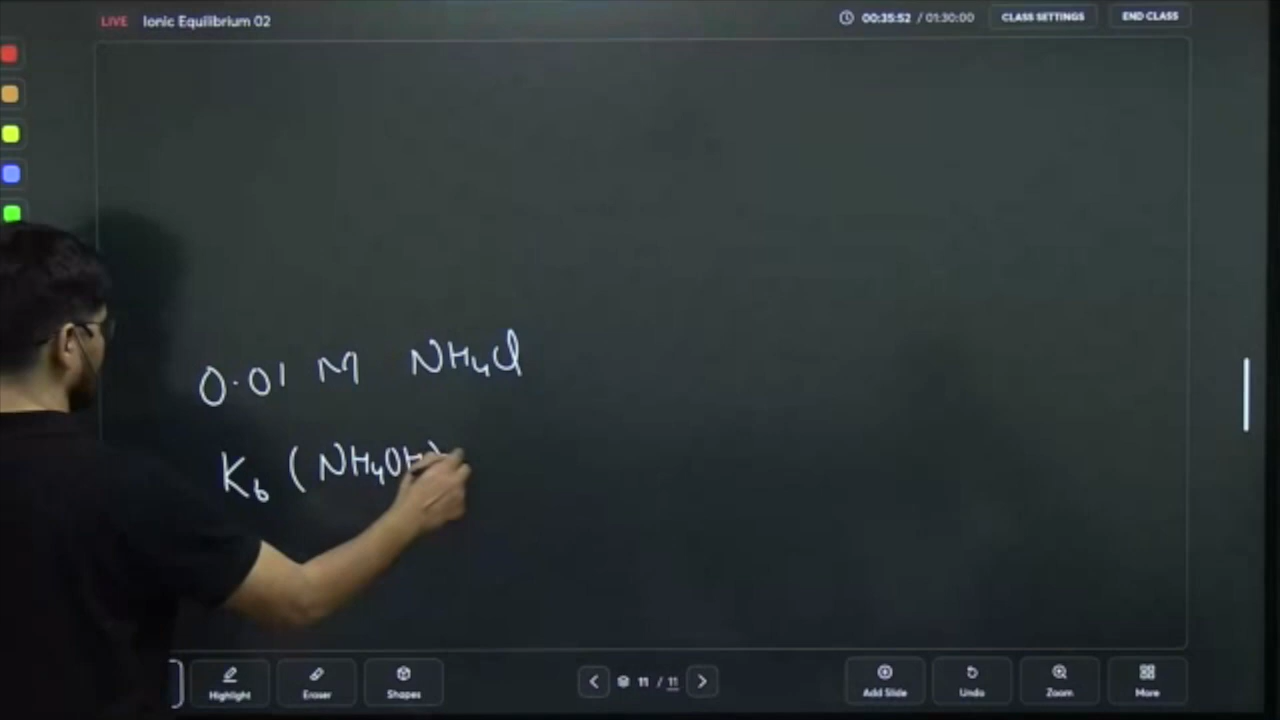 LIVE Ionic Equilibrium 02
00:35:52 / 01:30:00
CLASS SETTINGS
END CLASS
0.01 M NH4Cl
Kb (NH4OH)
Highlight
Eraser
Shapes
11 / 11
Add Slide
Undo
Zoom
More